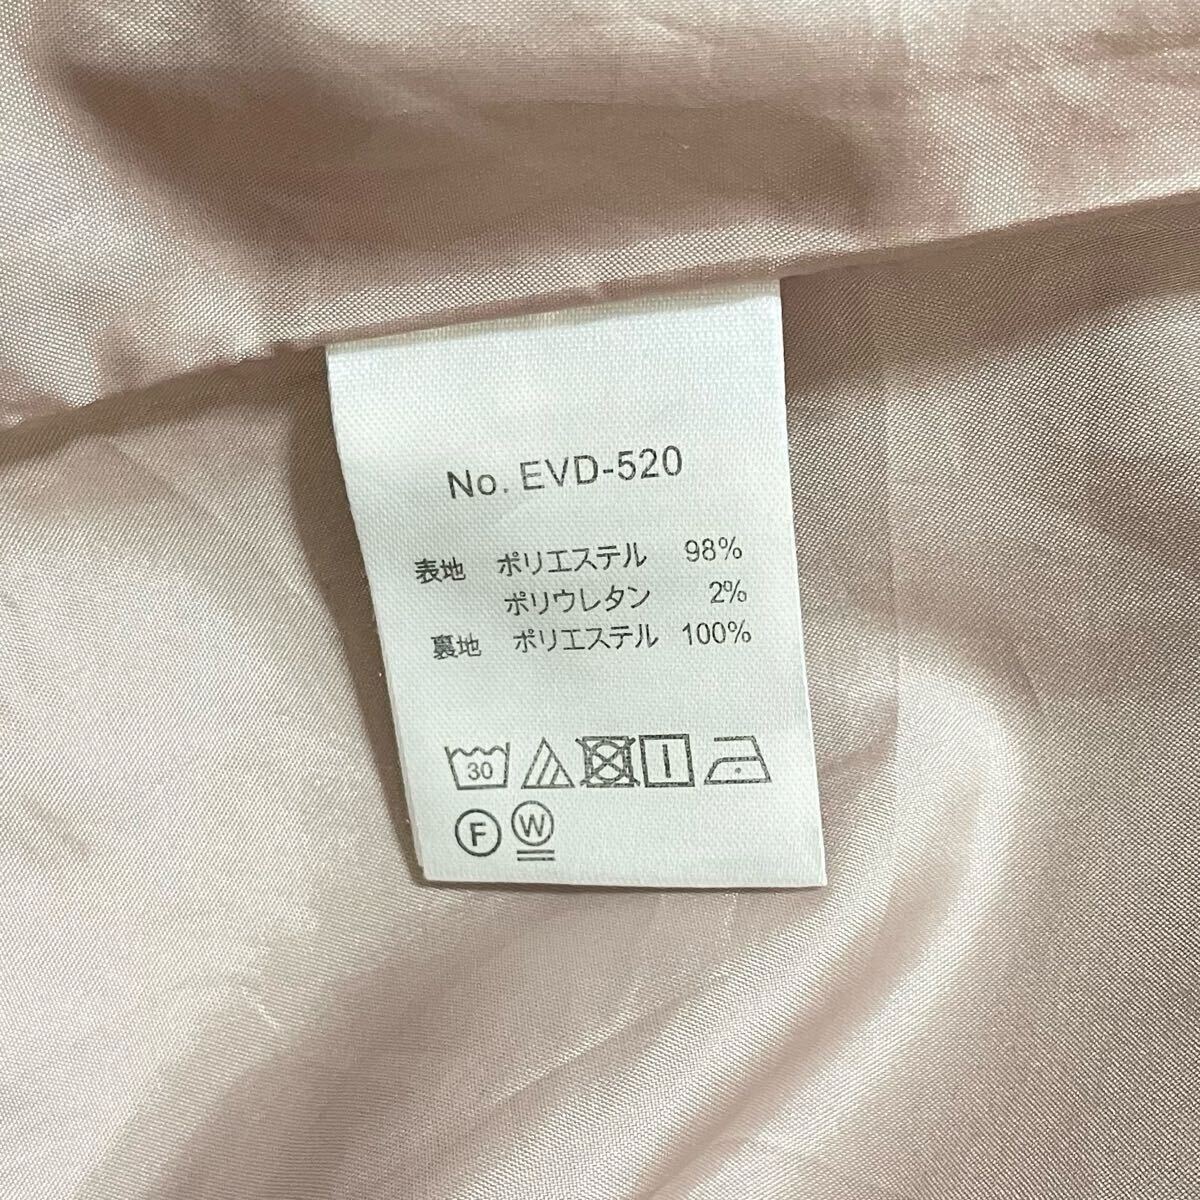 No. EVD-520
表地 ポリエステル 98%
ポリウレタン 2%
裏地 ポリエステル 100%
30
F W